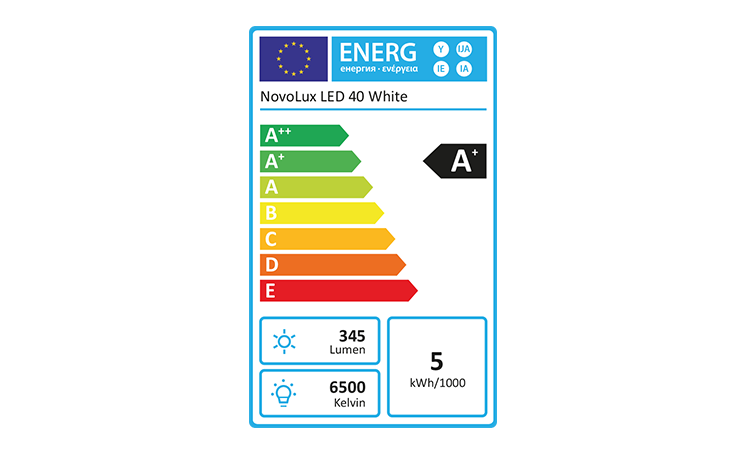 ENERG
енергия · ενέργεια
Y IJA
IE IA
NovoLux LED 40 White
A++
A+
A+
A
B
C
D
E
345
Lumen
6500
Kelvin
5
kWh/1000